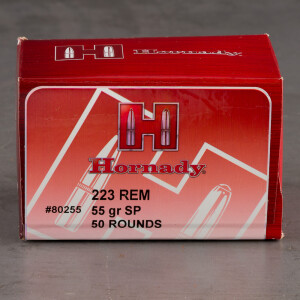 H Hornady
H
Hornady®
223 REM
#80255 55 gr SP
50 ROUNDS